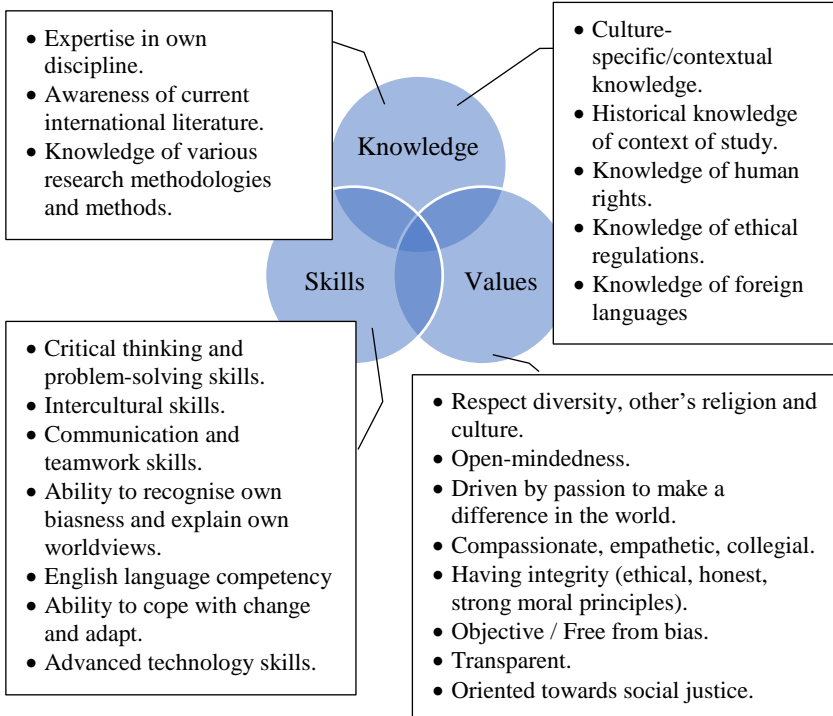 • Expertise in own
discipline.
• Awareness of current
international literature.
• Knowledge of various
research methodologies
and methods.
• Culture-
specific/contextual
knowledge.
• Historical knowledge
of context of study.
• Knowledge of human
rights.
• Knowledge of ethical
regulations.
• Knowledge of foreign
languages
Knowledge
Skills
Values
• Critical thinking and
problem-solving skills.
• Intercultural skills.
• Communication and
teamwork skills.
• Ability to recognise own
biasness and explain own
worldviews.
• English language competency
• Ability to cope with change
and adapt.
• Advanced technology skills.
• Respect diversity, other’s religion and
culture.
• Open-mindedness.
• Driven by passion to make a
difference in the world.
• Compassionate, empathetic, collegial.
• Having integrity (ethical, honest,
strong moral principles).
• Objective / Free from bias.
• Transparent.
• Oriented towards social justice.